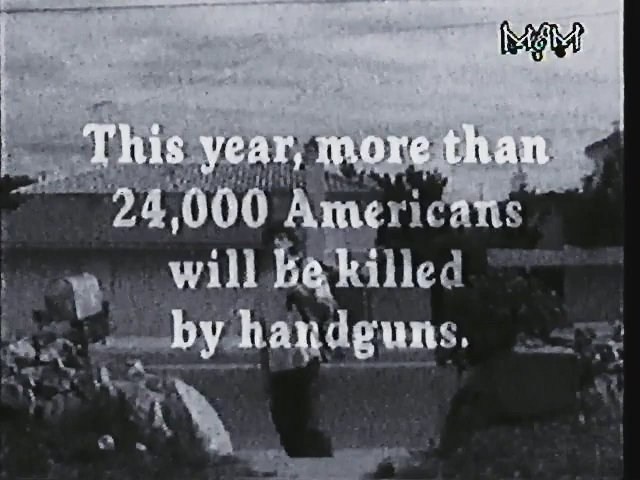 M&M
This year, more than
24,000 Americans
will be killed
by handguns.